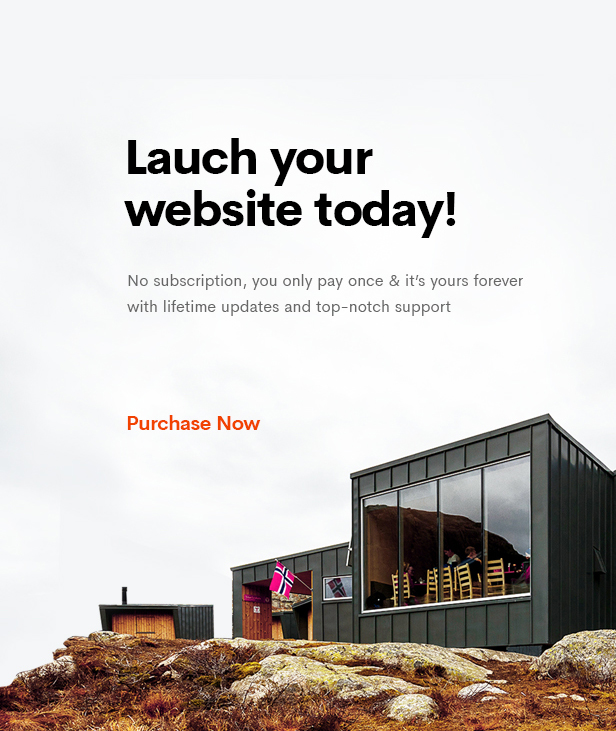 Lauch your
website today!
No subscription, you only pay once & it's yours forever
with lifetime updates and top-notch support
Purchase Now